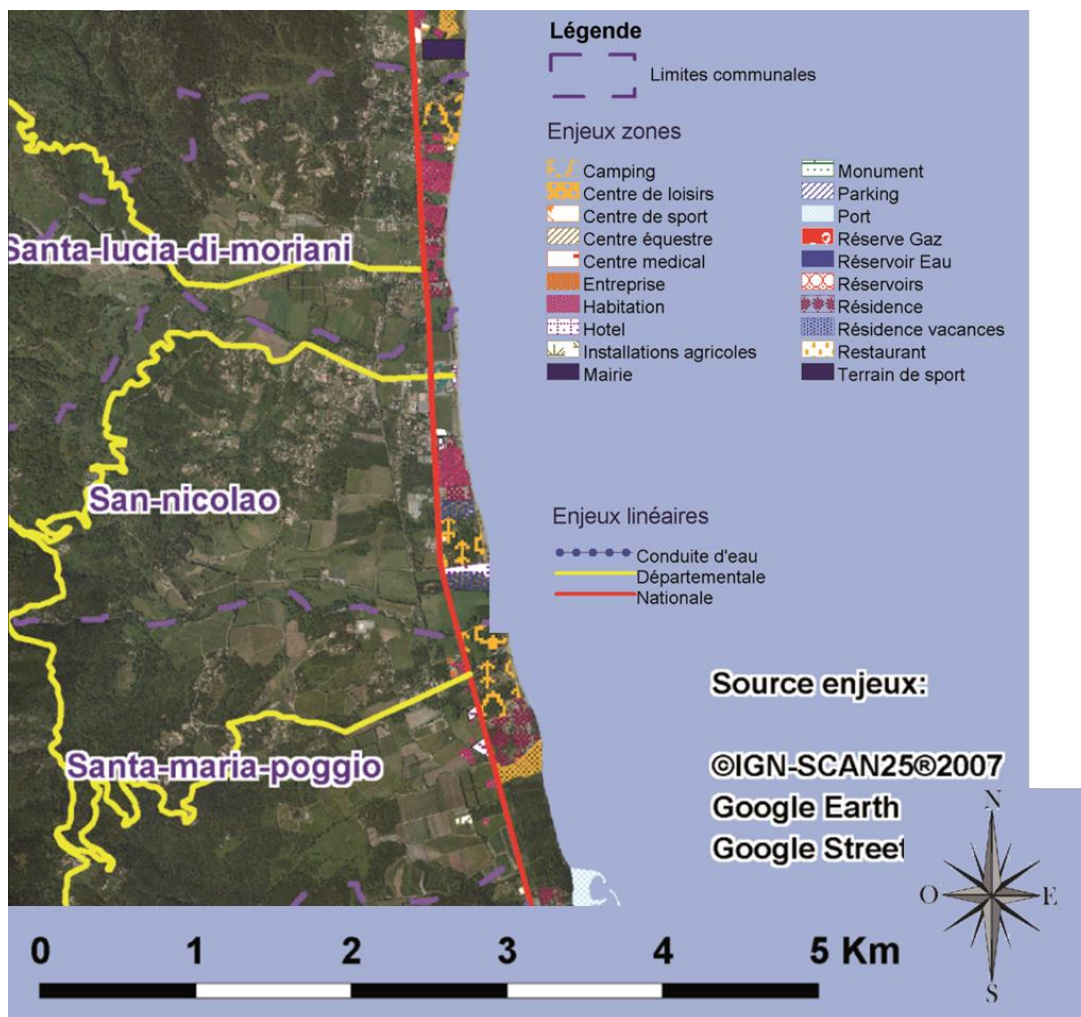 Légende
Limites communales
Enjeux zones
Camping
Centre de loisirs
Centre de sport
Centre équestre
Centre medical
Entreprise
Habitation
Hotel
Installations agricoles
Mairie
Monument
Parking
Port
Réserve Gaz
Réservoir Eau
Réservoirs
Résidence
Résidence vacances
Restaurant
Terrain de sport
Santa-lucia-di-moriani
San-nicolao
Santa-maria-poggio
Enjeux linéaires
Conduite d'eau
Départementale
Nationale
Source enjeux:
©IGN-SCAN25®2007
Google Earth
Google Street
N
O
E
S
0 1 2 3 4 5 Km